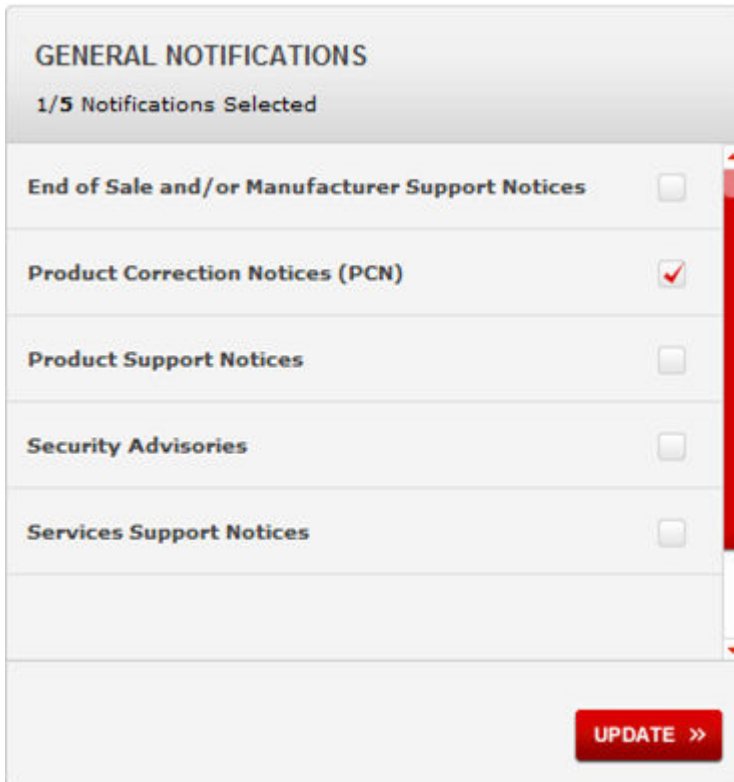 GENERAL NOTIFICATIONS
1/5 Notifications Selected
End of Sale and/or Manufacturer Support Notices
Product Correction Notices (PCN)
Product Support Notices
Security Advisories
Services Support Notices
UPDATE »